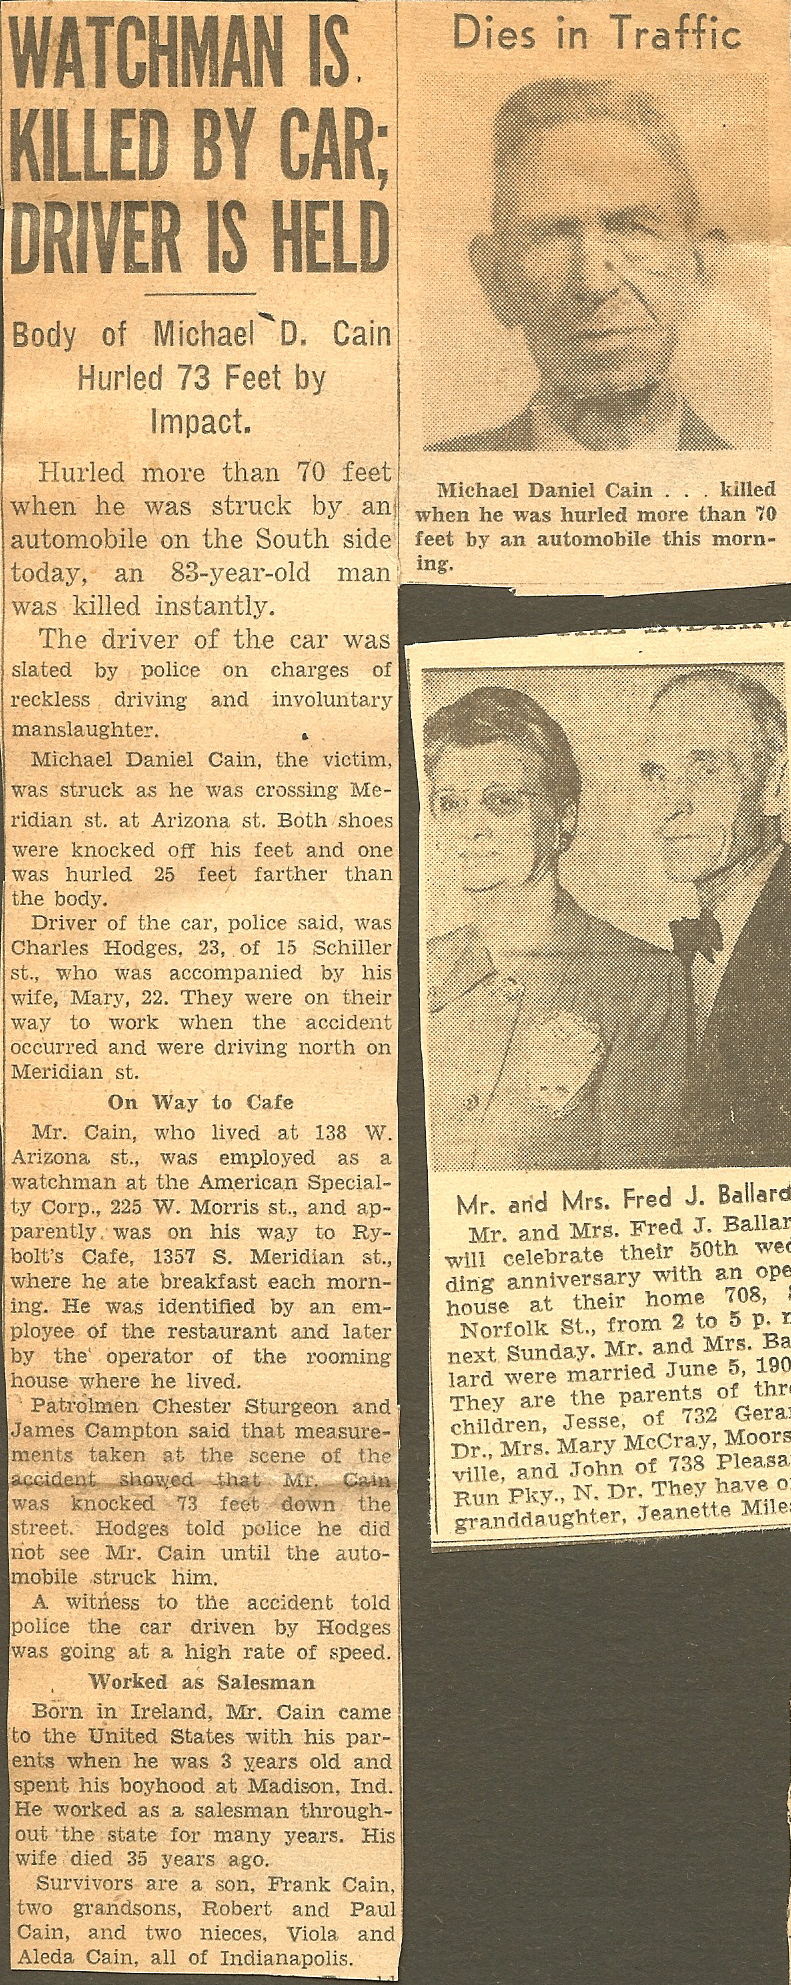 WATCHMAN IS
KILLED BY CAR;
DRIVER IS HELD
Body of Michael D. Cain
Hurled 73 Feet by
Impact.
Hurled more than 70 feet
when he was struck by an
automobile on the South side
today, an 83-year-old man
was killed instantly.
The driver of the car was
slated by police on charges of
reckless driving and involuntary
manslaughter.
Michael Daniel Cain, the victim,
was struck as he was crossing Me-
ridian st. at Arizona st. Both shoes
were knocked off his feet and one
was hurled 25 feet farther than
the body.
Driver of the car, police said, was
Charles Hodges, 23, of 15 Schiller
st., who was accompanied by his
wife, Mary, 22. They were on their
way to work when the accident
occurred and were driving north on
Meridian st.
On Way to Cafe
Mr. Cain, who lived at 138 W.
Arizona st., was employed as a
watchman at the American Special-
ty Corp., 225 W. Morris st., and ap-
parently was on his way to Ry-
bolt's Cafe, 1357 S. Meridian st.,
where he ate breakfast each morn-
ing. He was identified by an em-
ployee of the restaurant and later
by the operator of the rooming
house where he lived.
Patrolmen Chester Sturgeon and
James Campton said that measure-
ments taken at the scene of the
accident showed that Mr. Cain
was knocked 73 feet down the
street. Hodges told police he did
not see Mr. Cain until the auto-
mobile struck him.
A witness to the accident told
police the car driven by Hodges
was going at a high rate of speed.
Worked as Salesman
Born in Ireland, Mr. Cain came
to the United States with his par-
ents when he was 3 years old and
spent his boyhood at Madison, Ind.
He worked as a salesman through-
out the state for many years. His
wife died 35 years ago.
Survivors are a son, Frank Cain,
two grandsons, Robert and Paul
Cain, and two nieces, Viola and
Aleda Cain, all of Indianapolis.
Dies in Traffic
Michael Daniel Cain . . . killed
when he was hurled more than 70
feet by an automobile this morn-
ing.
Mr. and Mrs. Fred J. Ballard
Mr. and Mrs. Fred J. Ballar
will celebrate their 50th wed
ding anniversary with an ope
house at their home 708,
Norfolk St., from 2 to 5 p.
next Sunday. Mr. and Mrs. Ba
lard were married June 5, 190
They are the parents of thr
children, Jesse, of 732 Gera
Dr., Mrs. Mary McCray, Moors
ville, and John of 738 Pleasa
Run Pky., N. Dr. They have o
granddaughter, Jeanette Mile